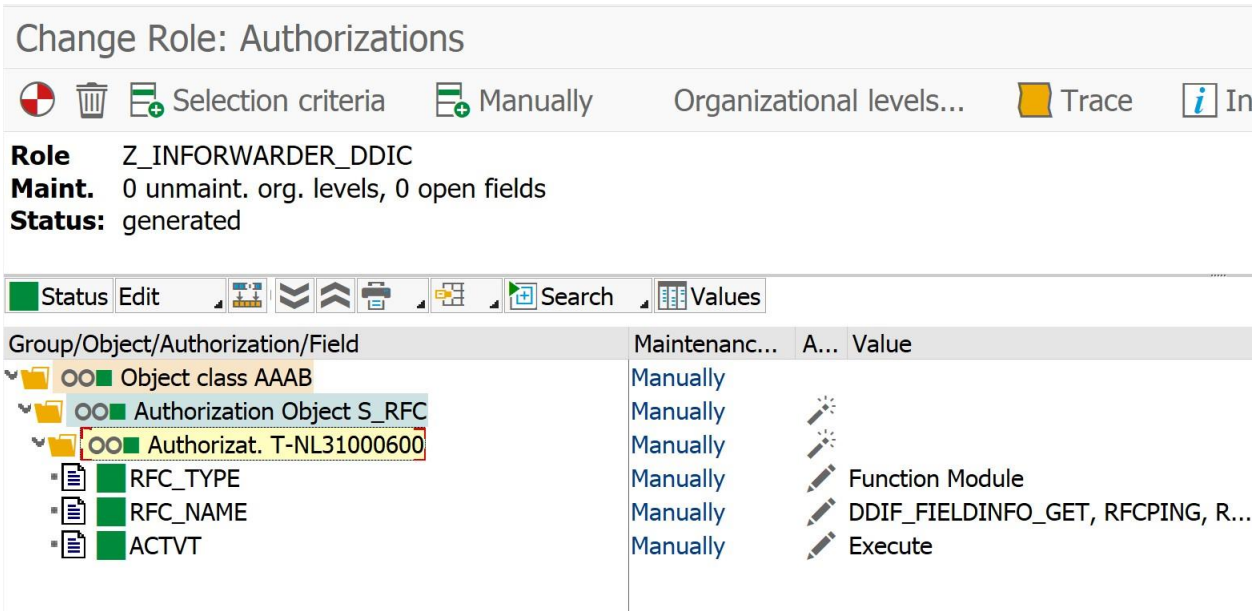 Change Role: Authorizations
Selection criteria Manually Organizational levels... Trace In
Role Z_INFORWARDER_DDIC
Maint. 0 unmaint. org. levels, 0 open fields
Status: generated
Status Edit Search Values
Group/Object/Authorization/Field Maintenanc... A... Value
Object class AAAB Manually
Authorization Object S_RFC Manually
Authorizat. T-NL31000600 Manually
RFC_TYPE Manually Function Module
RFC_NAME Manually DDIF_FIELDINFO_GET, RFCPING, R...
ACTVT Manually Execute